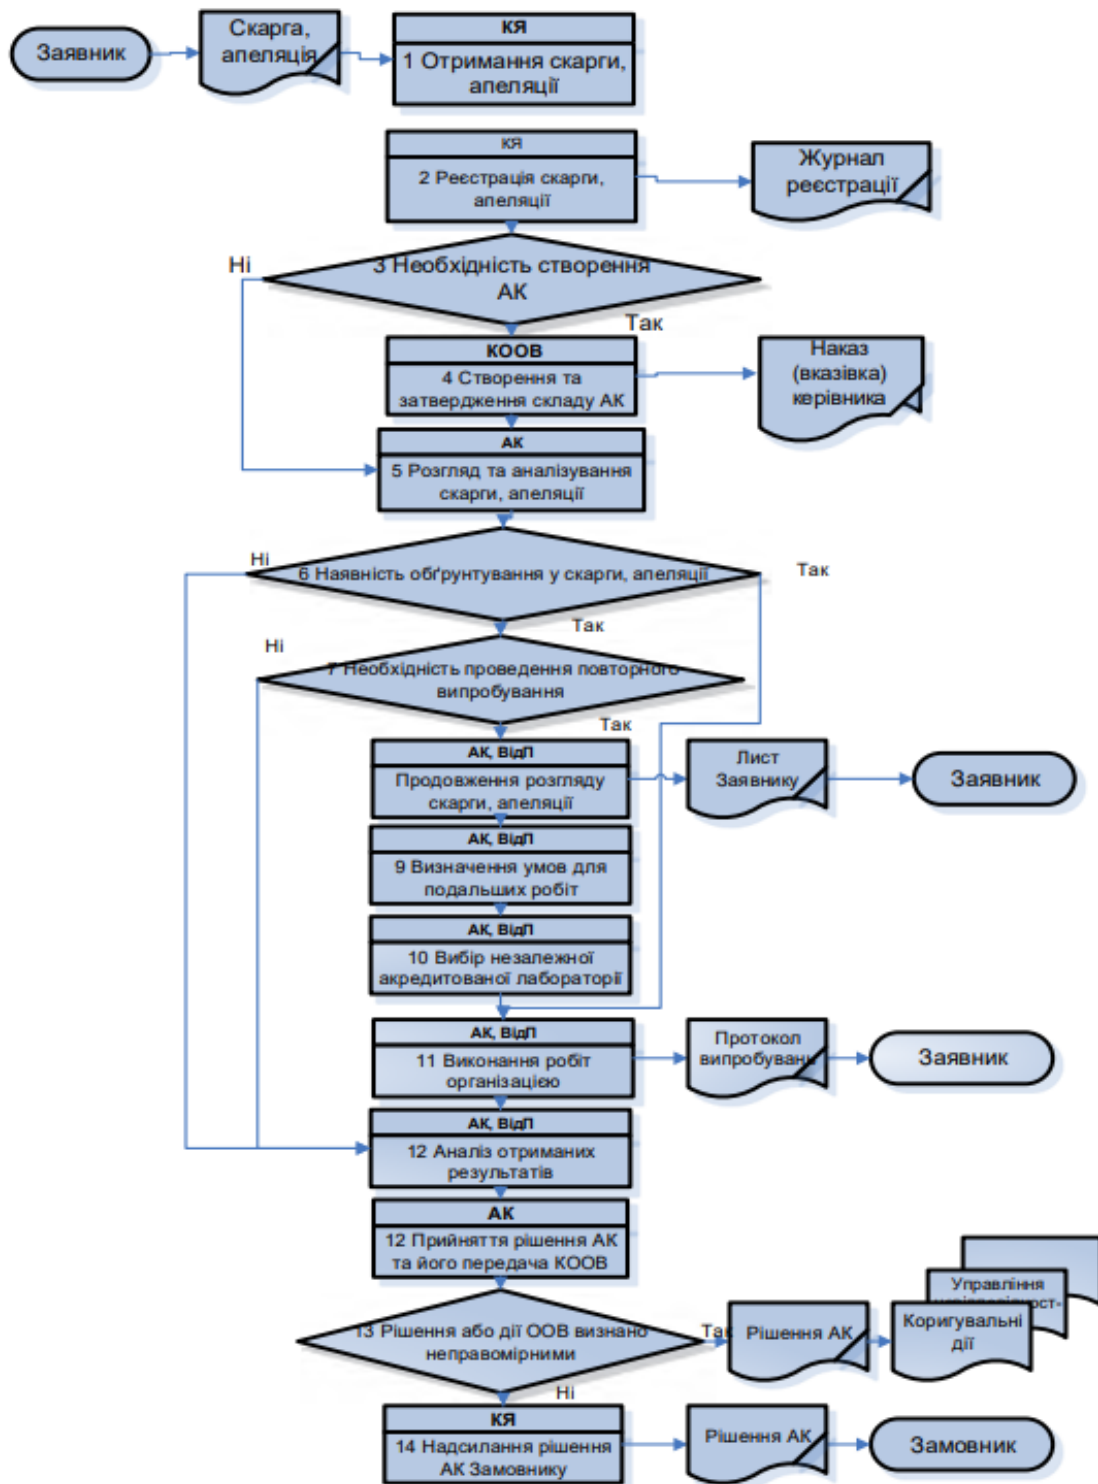 Заявник
Скарга,
апеляція
КЯ
1 Отримання скарги,
апеляції
КЯ
2 Реєстрація скарги,
апеляції
Журнал
реєстрації
Ні
3 Необхідність створення
АК
Так
КООВ
4 Створення та
затвердження складу АК
Наказ
(вказівка)
керівника
АК
5 Розгляд та аналізування
скарги, апеляції
Ні
6 Наявність обґрунтування у скарги, апеляції
Так
Так
Ні
7 Необхідність проведення повторного
випробування
Так
АК, ВідП
Продовження розгляду
скарги, апеляції
Лист
Заявнику
Заявник
АК, ВідП
9 Визначення умов для
подальших робіт
АК, ВідП
10 Вибір незалежної
акредитованої лабораторії
АК, ВідП
11 Виконання робіт
організацією
Протокол
випробувань
Заявник
АК, ВідП
12 Аналіз отриманих
результатів
АК
12 Прийняття рішення АК
та його передача КООВ
13 Рішення або дії ООВ визнано
неправомірними
Так
Рішення АК
Управління
Коригувальні
дії
Ні
КЯ
14 Надсилання рішення
АК Замовнику
Рішення АК
Замовник